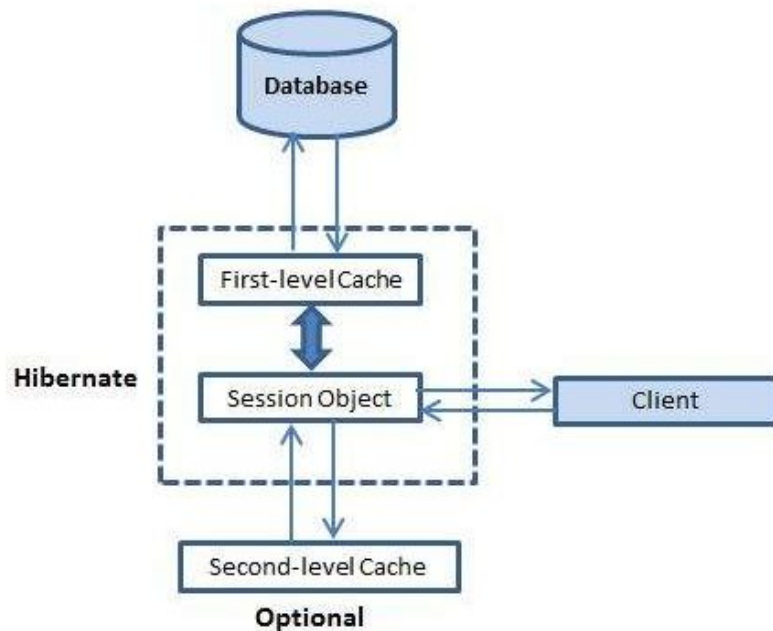 Database
First-level Cache
Hibernate
Session Object
Client
Second-level Cache
Optional